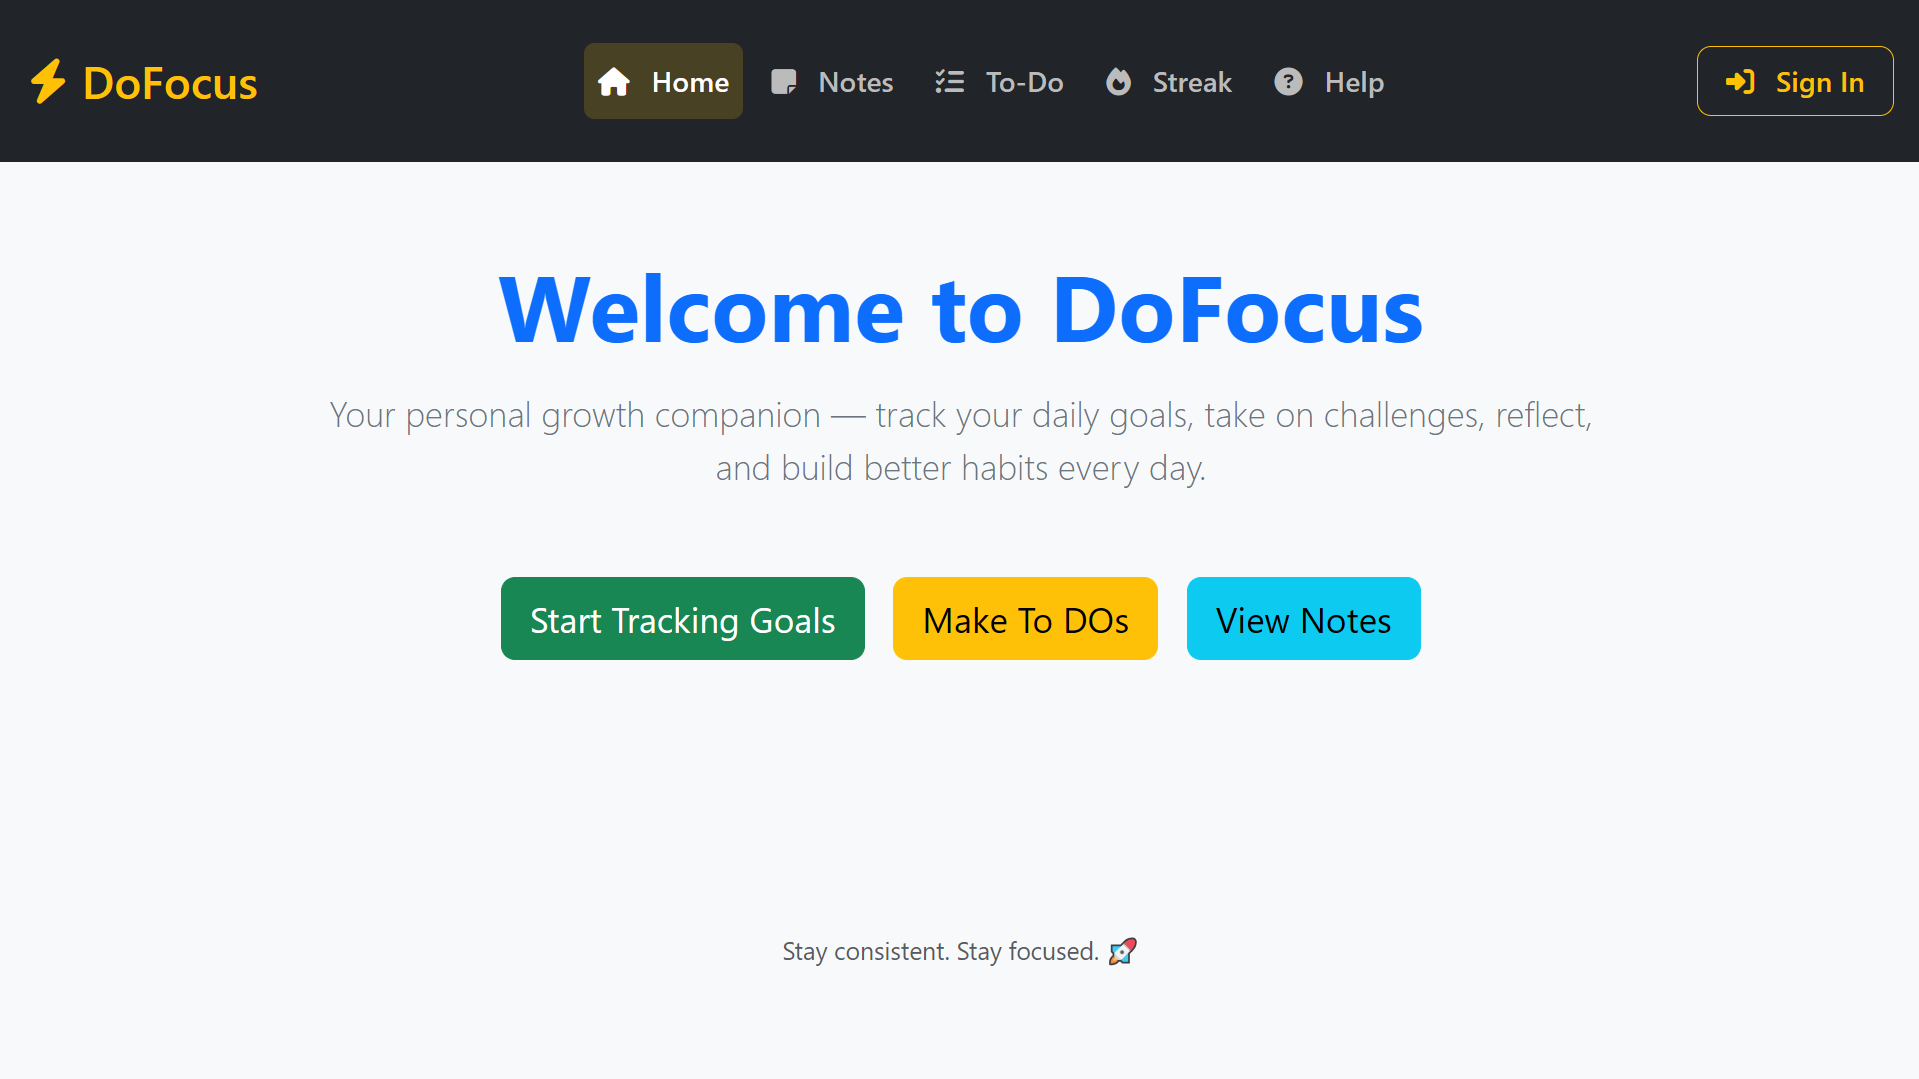 DoFocus
Home
Notes
To-Do
Streak
Help
Sign In
Welcome to DoFocus
Your personal growth companion — track your daily goals, take on challenges, reflect,
and build better habits every day.
Start Tracking Goals
Make To DOs
View Notes
Stay consistent. Stay focused. 🚀